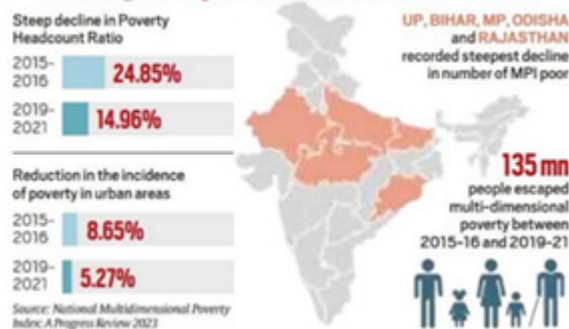 Steep decline in Poverty
Headcount Ratio
2015-
2016
24.85%
2019-
2021
14.96%
Reduction in the incidence
of poverty in urban areas
2015-
2016
8.65%
2019-
2021
5.27%
Source: National Multidimensional Poverty
Index: A Progress Review 2023
UP, BIHAR, MP, ODISHA
and RAJASTHAN
recorded steepest decline
in number of MPI poor
135 mn
people escaped
multi-dimensional
poverty between
2015-16 and 2019-21